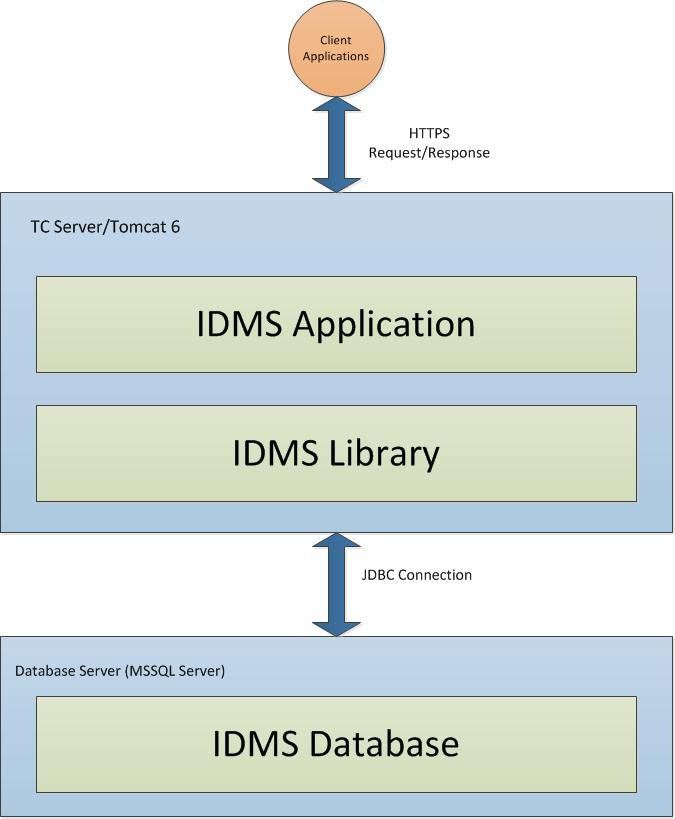 Client
Applications
HTTPS
Request/Response
TC Server/Tomcat 6
IDMS Application
IDMS Library
JDBC Connection
Database Server (MSSQL Server)
IDMS Database